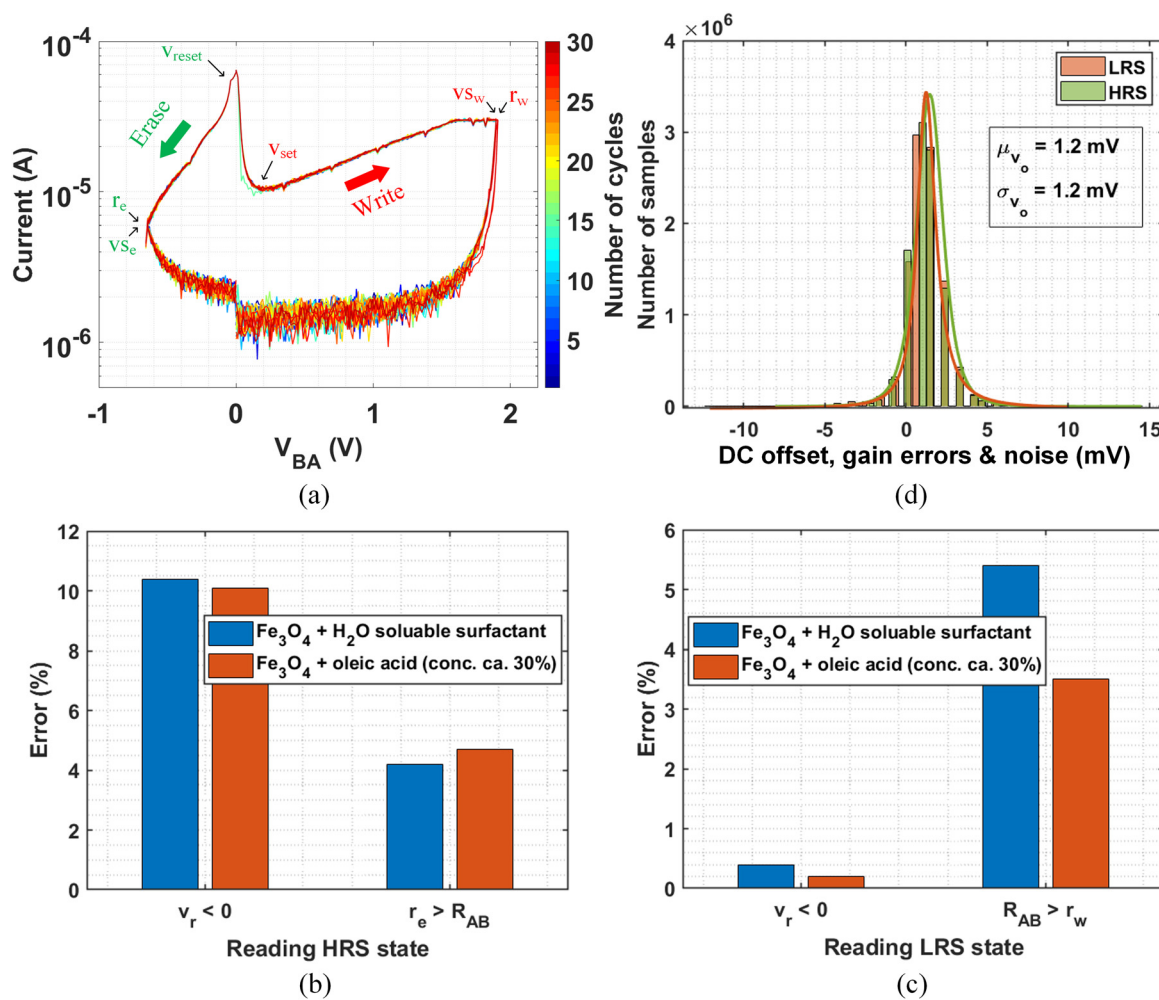 10^-4
10^-5
10^-6
Current (A)
v_reset
Erase
v_set
Write
vs_w
r_w
r_e
vs_e
-1
0
1
2
V_BA (V)
30
25
20
15
10
5
Number of cycles
(a)
×10^6
4
3
2
1
0
Number of samples
LRS
HRS
μ_v_o = 1.2 mV
σ_v_o = 1.2 mV
-10
-5
0
5
10
15
DC offset, gain errors & noise (mV)
(d)
12
10
8
6
4
2
0
Error (%)
Fe3O4 + H2O soluable surfactant
Fe3O4 + oleic acid (conc. ca. 30%)
v_r < 0
r_e > R_AB
Reading HRS state
(b)
6
5
4
3
2
1
0
Error (%)
Fe3O4 + H2O soluable surfactant
Fe3O4 + oleic acid (conc. ca. 30%)
v_r < 0
R_AB > r_w
Reading LRS state
(c)